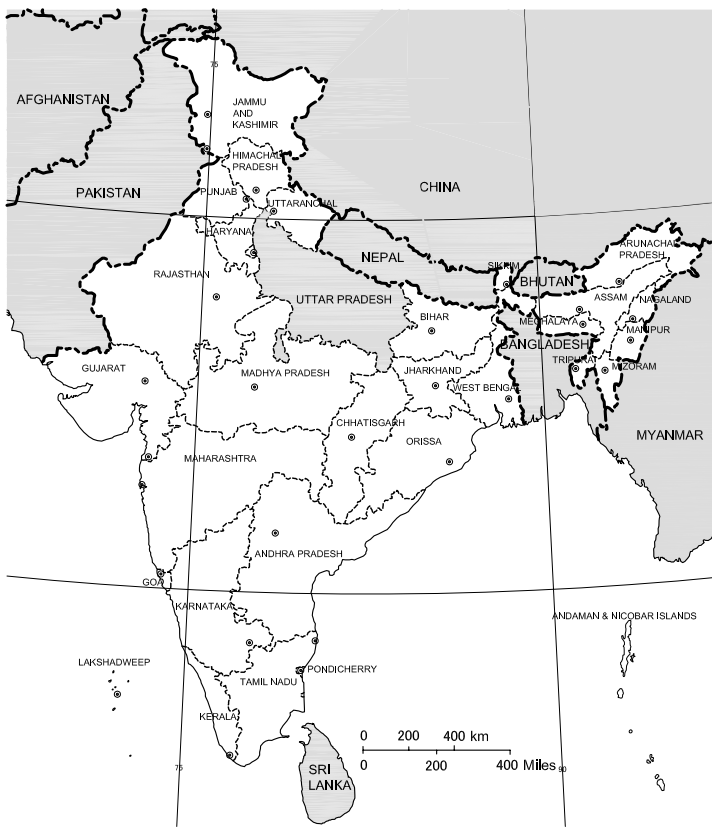 75
AFGHANISTAN
JAMMU
AND
KASHIMIR
HIMACHAL
PRADESH
CHINA
PAKISTAN
PUNJAB
UTTARANCHAL
HARYANA
ARUNACHAL
PRADESH
NEPAL
SIKKIM
RAJASTHAN
BHUTAN
UTTAR PRADESH
ASSAM
NAGALAND
BIHAR
MEGHALAYA
MANIPUR
BANGLADESH
GUJARAT
MADHYA PRADESH
JHARKHAND
TRIPURA
MIZORAM
WEST BENGAL
CHHATISGARH
MYANMAR
ORISSA
MAHARASHTRA
ANDHRA PRADESH
GOA
KARNATAKA
ANDAMAN & NICOBAR ISLANDS
LAKSHADWEEP
PONDICHERRY
TAMIL NADU
KERALA
0 200 400 km
0 200 400 Miles
75
SRI
LANKA
90